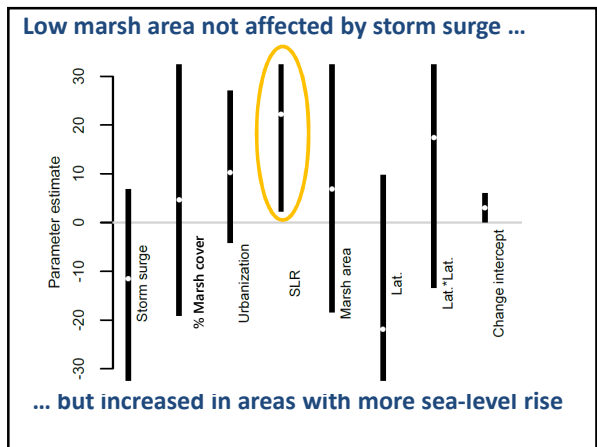 Low marsh area not affected by storm surge ...
30
20
10
0
-10
-20
-30
Parameter estimate
Storm surge
% Marsh cover
Urbanization
SLR
Marsh area
Lat.
Lat.*Lat.
Change intercept
... but increased in areas with more sea-level rise